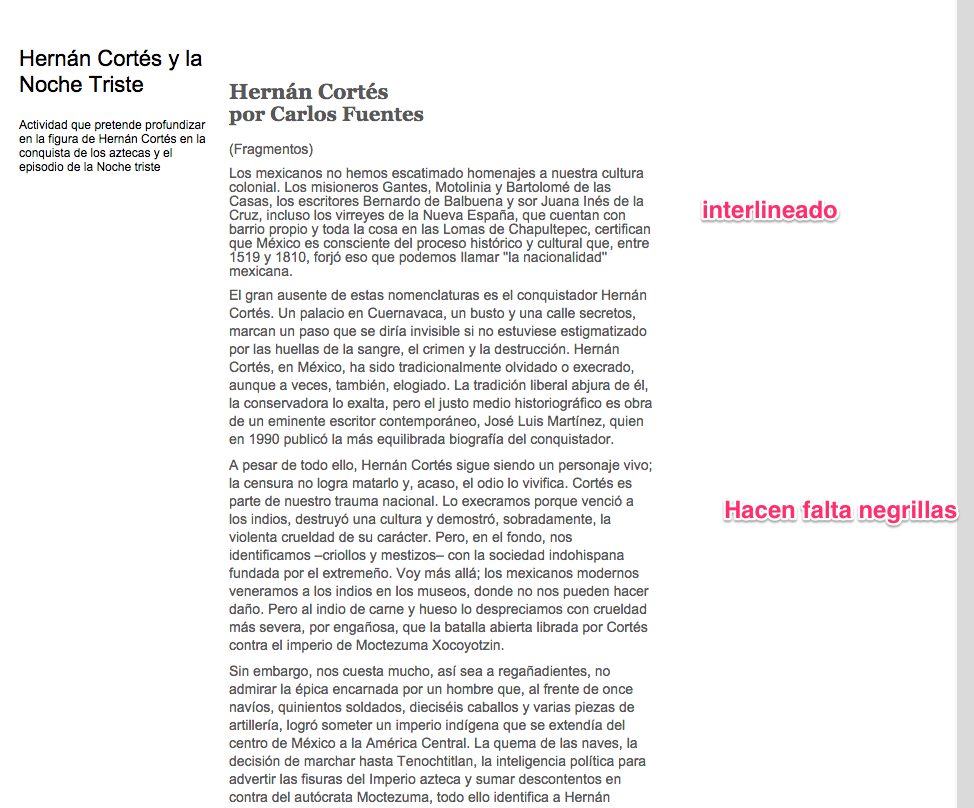 Hernán Cortés y la
Noche Triste
Actividad que pretende profundizar
en la figura de Hernán Cortés en la
conquista de los aztecas y el
episodio de la Noche triste
Hernán Cortés
por Carlos Fuentes
(Fragmentos)
Los mexicanos no hemos escatimado homenajes a nuestra cultura
colonial. Los misioneros Gantes, Motolinia y Bartolomé de las
Casas, los escritores Bernardo de Balbuena y sor Juana Inés de la
Cruz, incluso los virreyes de la Nueva España, que cuentan con
barrio propio y toda la cosa en las Lomas de Chapultepec, certifican
que México es consciente del proceso histórico y cultural que, entre
1519 y 1810, forjó eso que podemos llamar "la nacionalidad"
mexicana.
interlineado
El gran ausente de estas nomenclaturas es el conquistador Hernán
Cortés. Un palacio en Cuernavaca, un busto y una calle secretos,
marcan un paso que se diría invisible si no estuviese estigmatizado
por las huellas de la sangre, el crimen y la destrucción. Hernán
Cortés, en México, ha sido tradicionalmente olvidado o execrado,
aunque a veces, también, elogiado. La tradición liberal abjura de él,
la conservadora lo exalta, pero el justo medio historiográfico es obra
de un eminente escritor contemporáneo, José Luis Martínez, quien
en 1990 publicó la más equilibrada biografía del conquistador.
A pesar de todo ello, Hernán Cortés sigue siendo un personaje vivo;
la censura no logra matarlo y, acaso, el odio lo vivifica. Cortés es
parte de nuestro trauma nacional. Lo execramos porque venció a
los indios, destruyó una cultura y demostró, sobradamente, la
violenta crueldad de su carácter. Pero, en el fondo, nos
identificamos –criollos y mestizos– con la sociedad indohispana
fundada por el extremeño. Voy más allá; los mexicanos modernos
veneramos a los indios en los museos, donde no nos pueden hacer
daño. Pero al indio de carne y hueso lo despreciamos con crueldad
más severa, por engañosa, que la batalla abierta librada por Cortés
contra el imperio de Moctezuma Xocoyotzin.
Hacen falta negrillas
Sin embargo, nos cuesta mucho, así sea a regañadientes, no
admirar la épica encarnada por un hombre que, al frente de once
navíos, quinientos soldados, dieciséis caballos y varias piezas de
artillería, logró someter un imperio indígena que se extendía del
centro de México a la América Central. La quema de las naves, la
decisión de marchar hasta Tenochtitlan, la inteligencia política para
advertir las fisuras del Imperio azteca y sumar descontentos en
contra del autócrata Moctezuma, todo ello identifica a Hernán